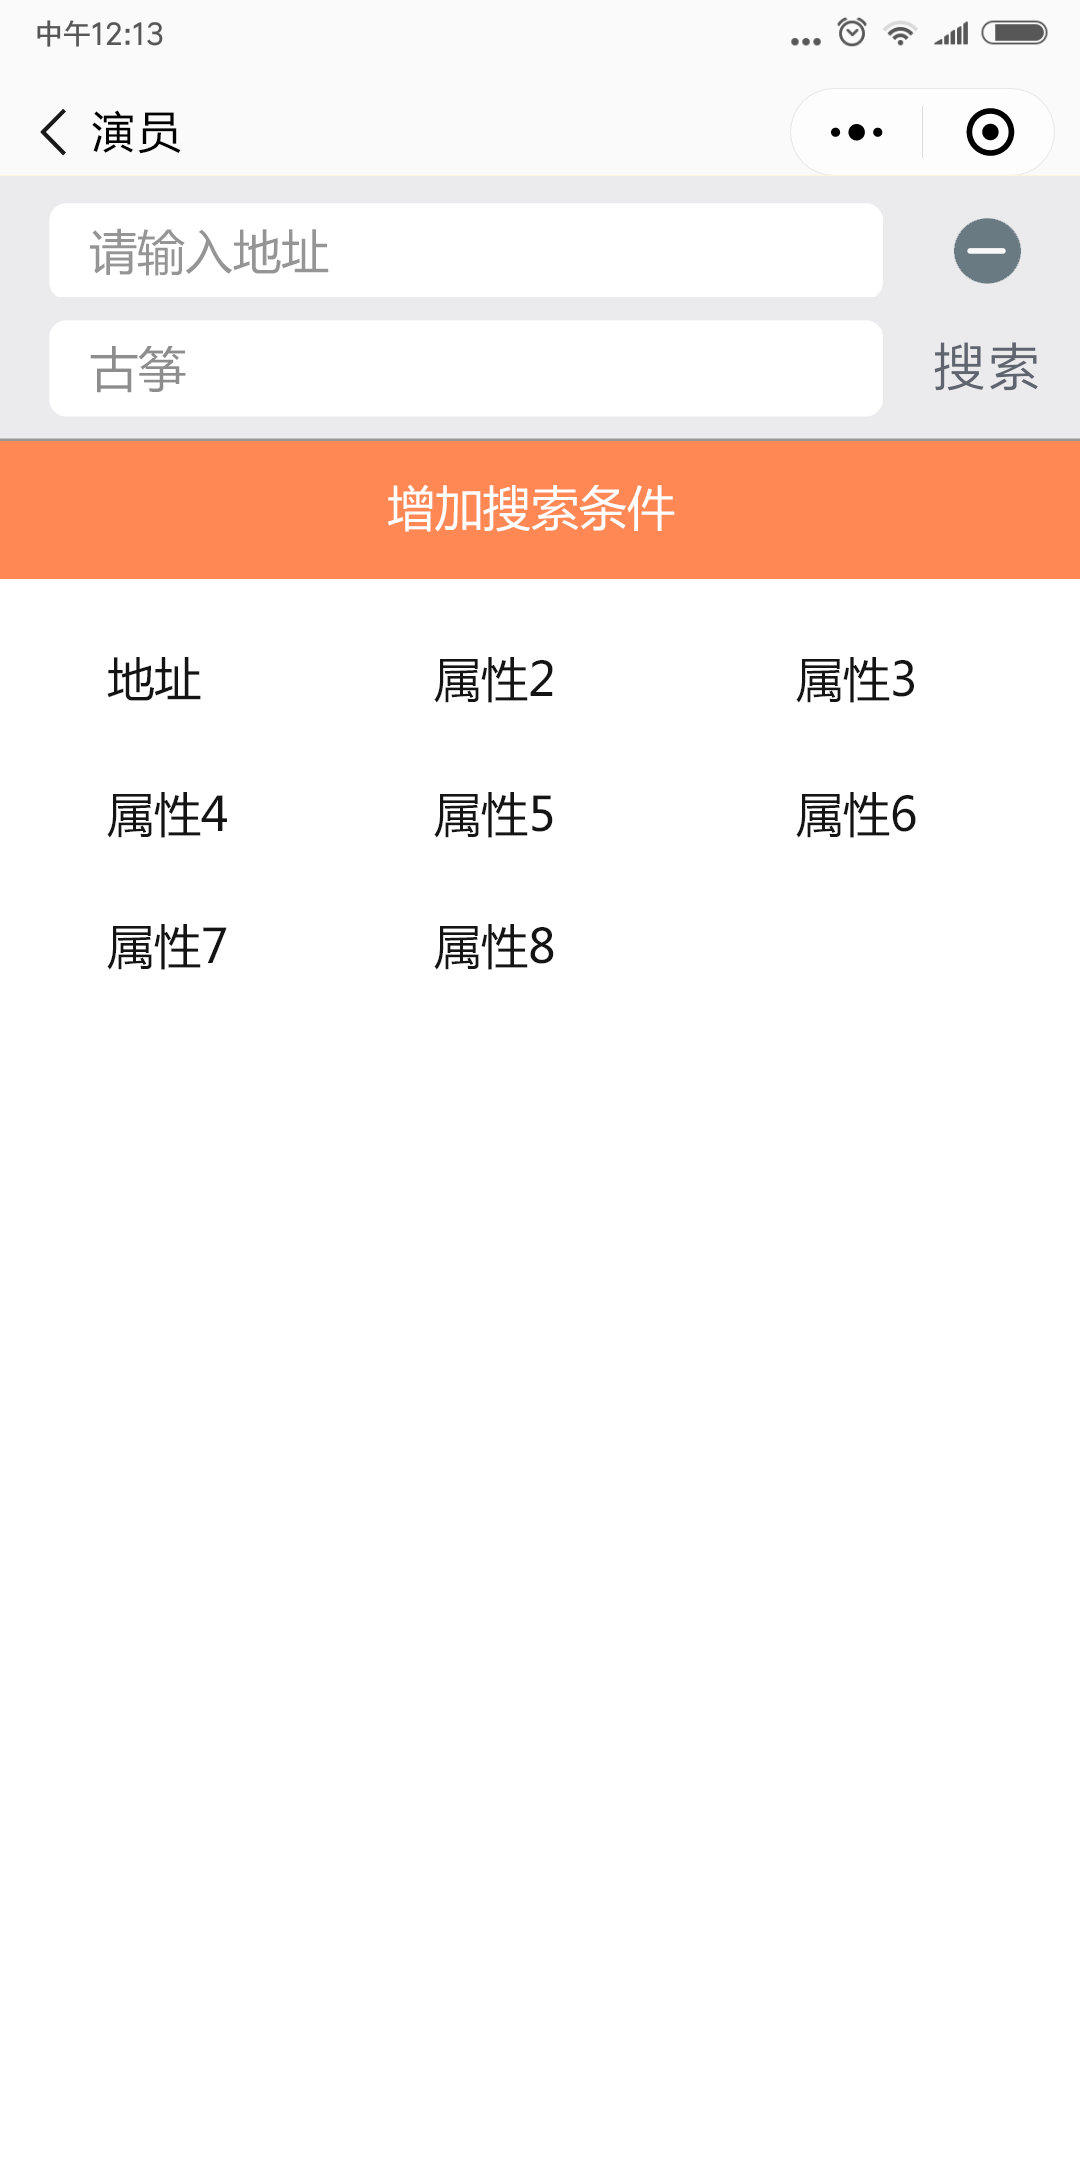 中午12:13
演员
请输入地址
古筝 搜索
增加搜索条件
地址 属性2 属性3
属性4 属性5 属性6
属性7 属性8